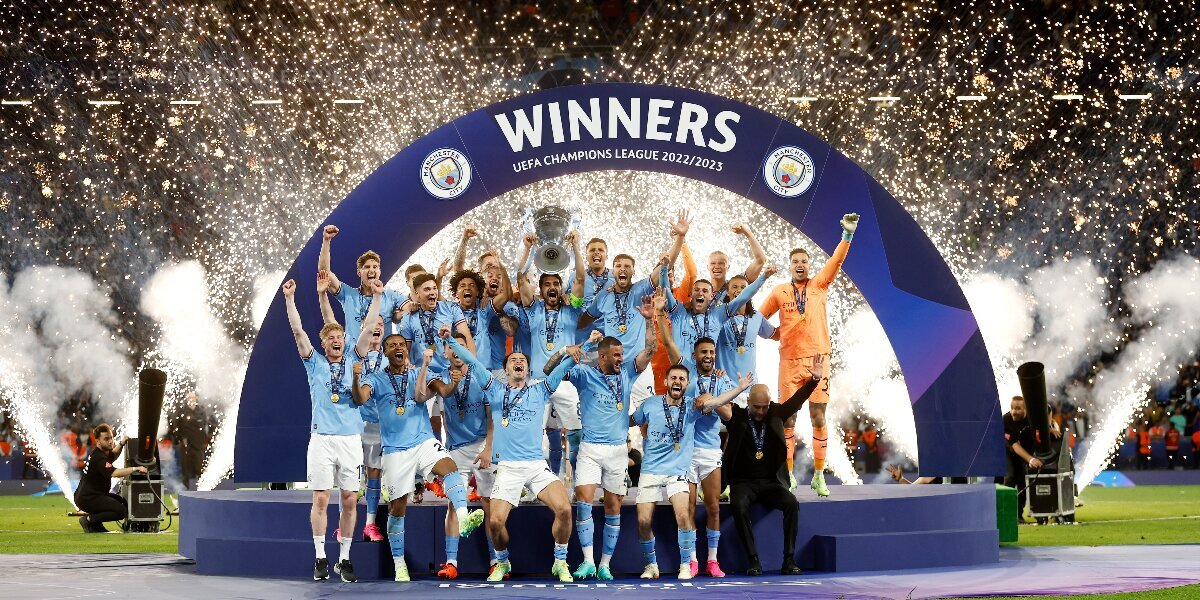 WINNERS
UEFA CHAMPIONS LEAGUE 2022/2023
MANCHESTER
CITY
MANCHESTER
CITY